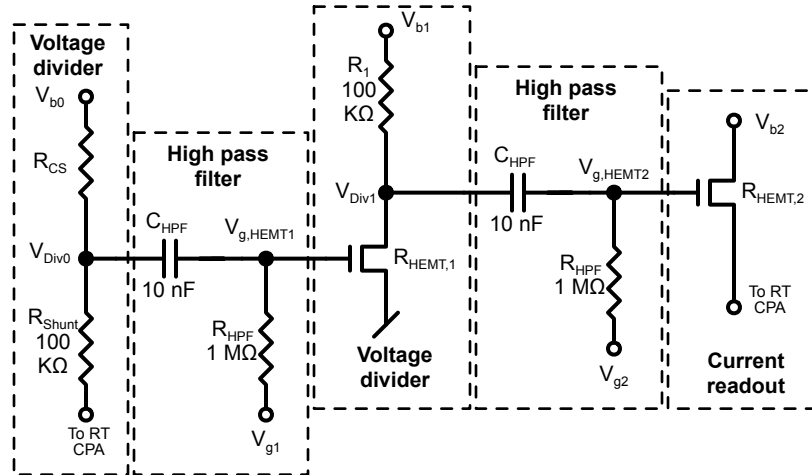 Voltage
divider
V_b0
R_CS
V_Div0
R_Shunt
100
KΩ
To RT
CPA
High pass
filter
C_HPF
10 nF
V_g,HEMT1
R_HPF
1 MΩ
V_g1
V_b1
R_1
100
KΩ
V_Div1
R_HEMT,1
Voltage
divider
High pass
filter
C_HPF
10 nF
V_g,HEMT2
R_HPF
1 MΩ
V_g2
V_b2
R_HEMT,2
To RT
CPA
Current
readout